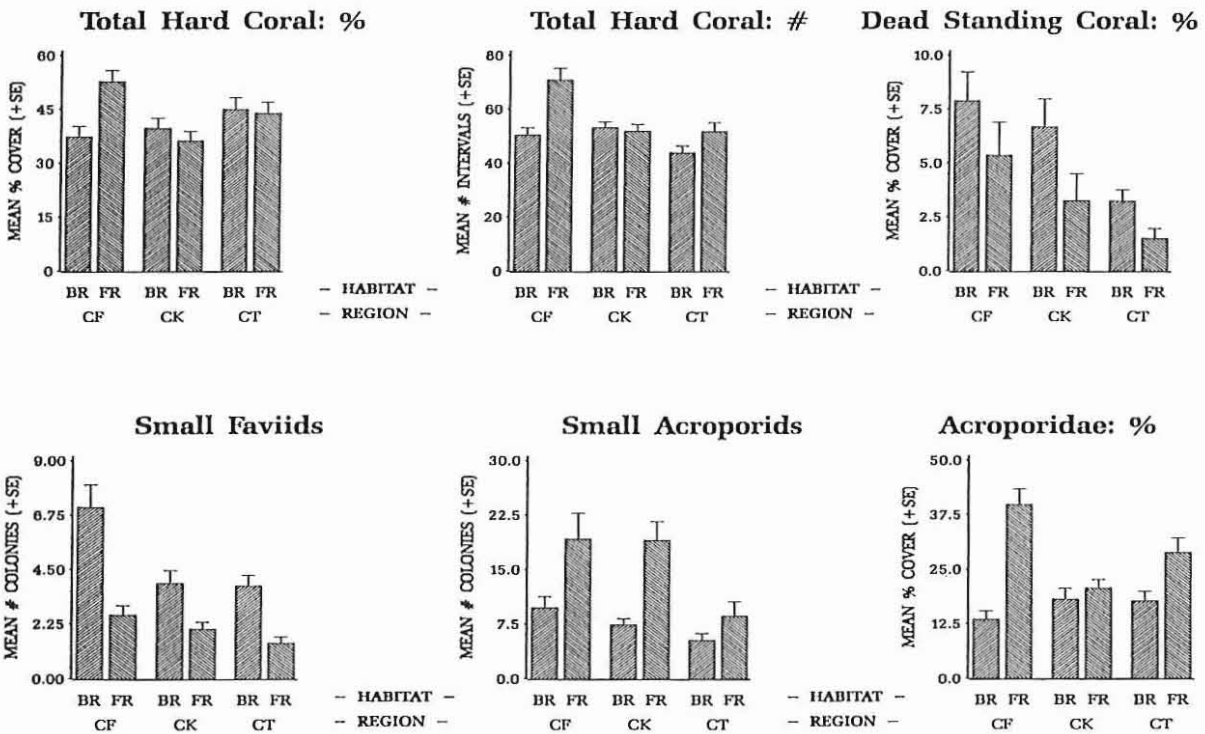 Total Hard Coral: %
MEAN % COVER (+SE)
60
45
30
15
0
BR FR BR FR BR FR
CF CK CT
– HABITAT –
– REGION –
Total Hard Coral: #
MEAN # INTERVALS (+SE)
80
60
40
20
0
BR FR BR FR BR FR
CF CK CT
– HABITAT –
– REGION –
Dead Standing Coral: %
MEAN % COVER (+SE)
10.0
7.5
5.0
2.5
0.0
BR FR BR FR BR FR
CF CK CT
Small Faviids
MEAN # COLONIES (+SE)
9.00
6.75
4.50
2.25
0.00
BR FR BR FR BR FR
CF CK CT
– HABITAT –
– REGION –
Small Acroporids
MEAN # COLONIES (+SE)
30.0
22.5
15.0
7.5
0.0
BR FR BR FR BR FR
CF CK CT
– HABITAT –
– REGION –
Acroporidae: %
MEAN % COVER (+SE)
50.0
37.5
25.0
12.5
0.0
BR FR BR FR BR FR
CF CK CT